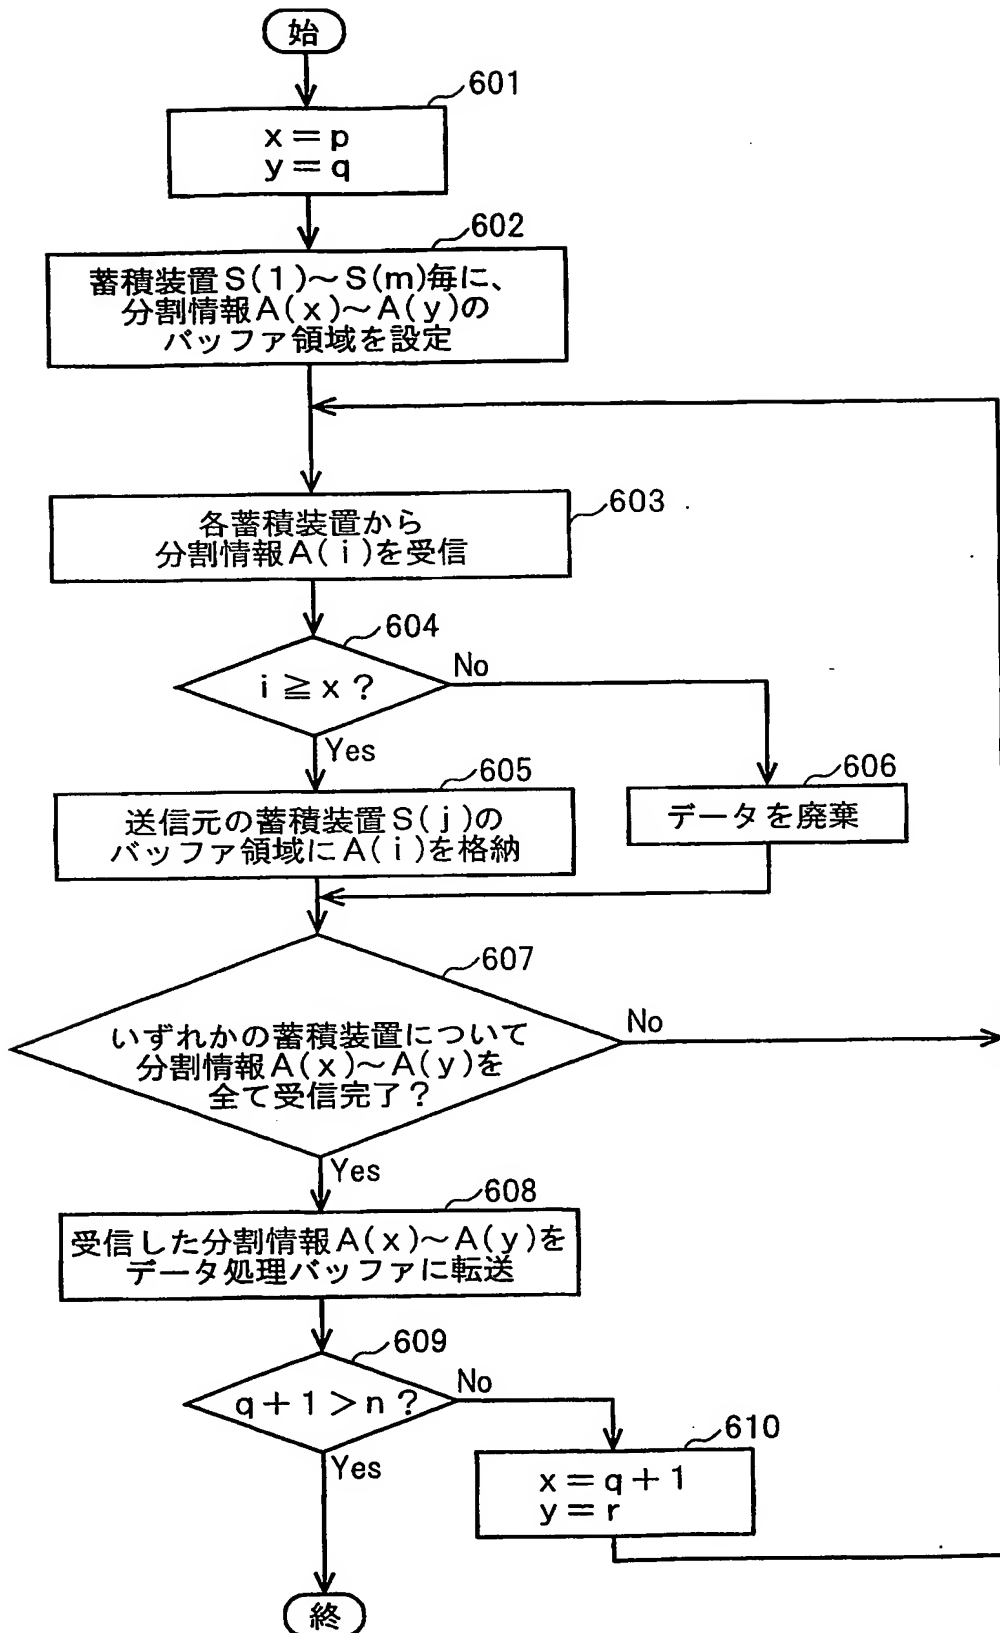 始
601
x=p
y=q
602
蓄積装置S(1)～S(m)毎に、
分割情報A(x)～A(y)の
バッファ領域を設定
603
各蓄積装置から
分割情報A(i)を受信
604
i≧x?
No
Yes
605
送信元の蓄積装置S(j)の
バッファ領域にA(i)を格納
606
データを廃棄
607
いずれかの蓄積装置について
分割情報A(x)～A(y)を
全て受信完了?
No
Yes
608
受信した分割情報A(x)～A(y)を
データ処理バッファに転送
609
q+1>n?
No
Yes
610
x=q+1
y=r
終